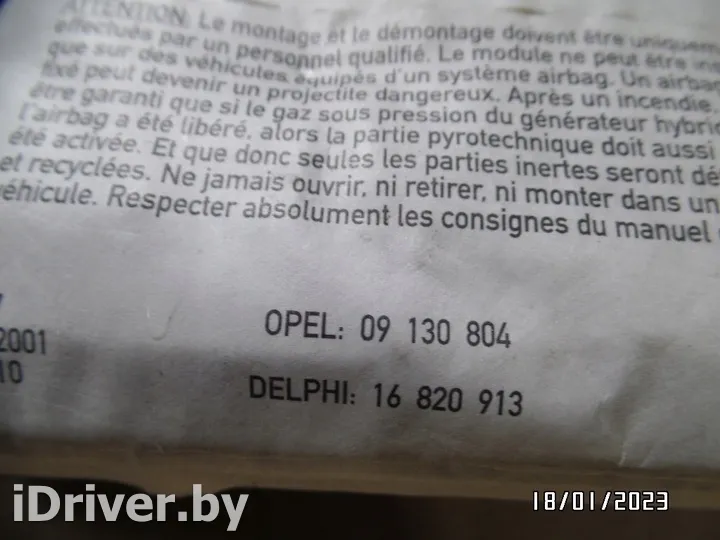 ATTENTION: Le montage et le démontage doivent être uniquem
effectués par un personnel qualifié. Le module ne peut être
que sur des véhicules équipés d'un système airbag. Un airba
fixé peut devenir un projectile dangereux. Après un incendie,
être garanti que si le gaz sous pression du générateur hybri
l'airbag a été libéré, alors la partie pyrotechnique doit aussi
été activée. Et que donc seules les parties inertes seront dé
et recyclées. Ne jamais ouvrir, ni retirer, ni monter dans un
véhicule. Respecter absolument les consignes du manuel
OPEL: 09 130 804
2001
10
DELPHI: 16 820 913
iDriver.by
18/01/2023